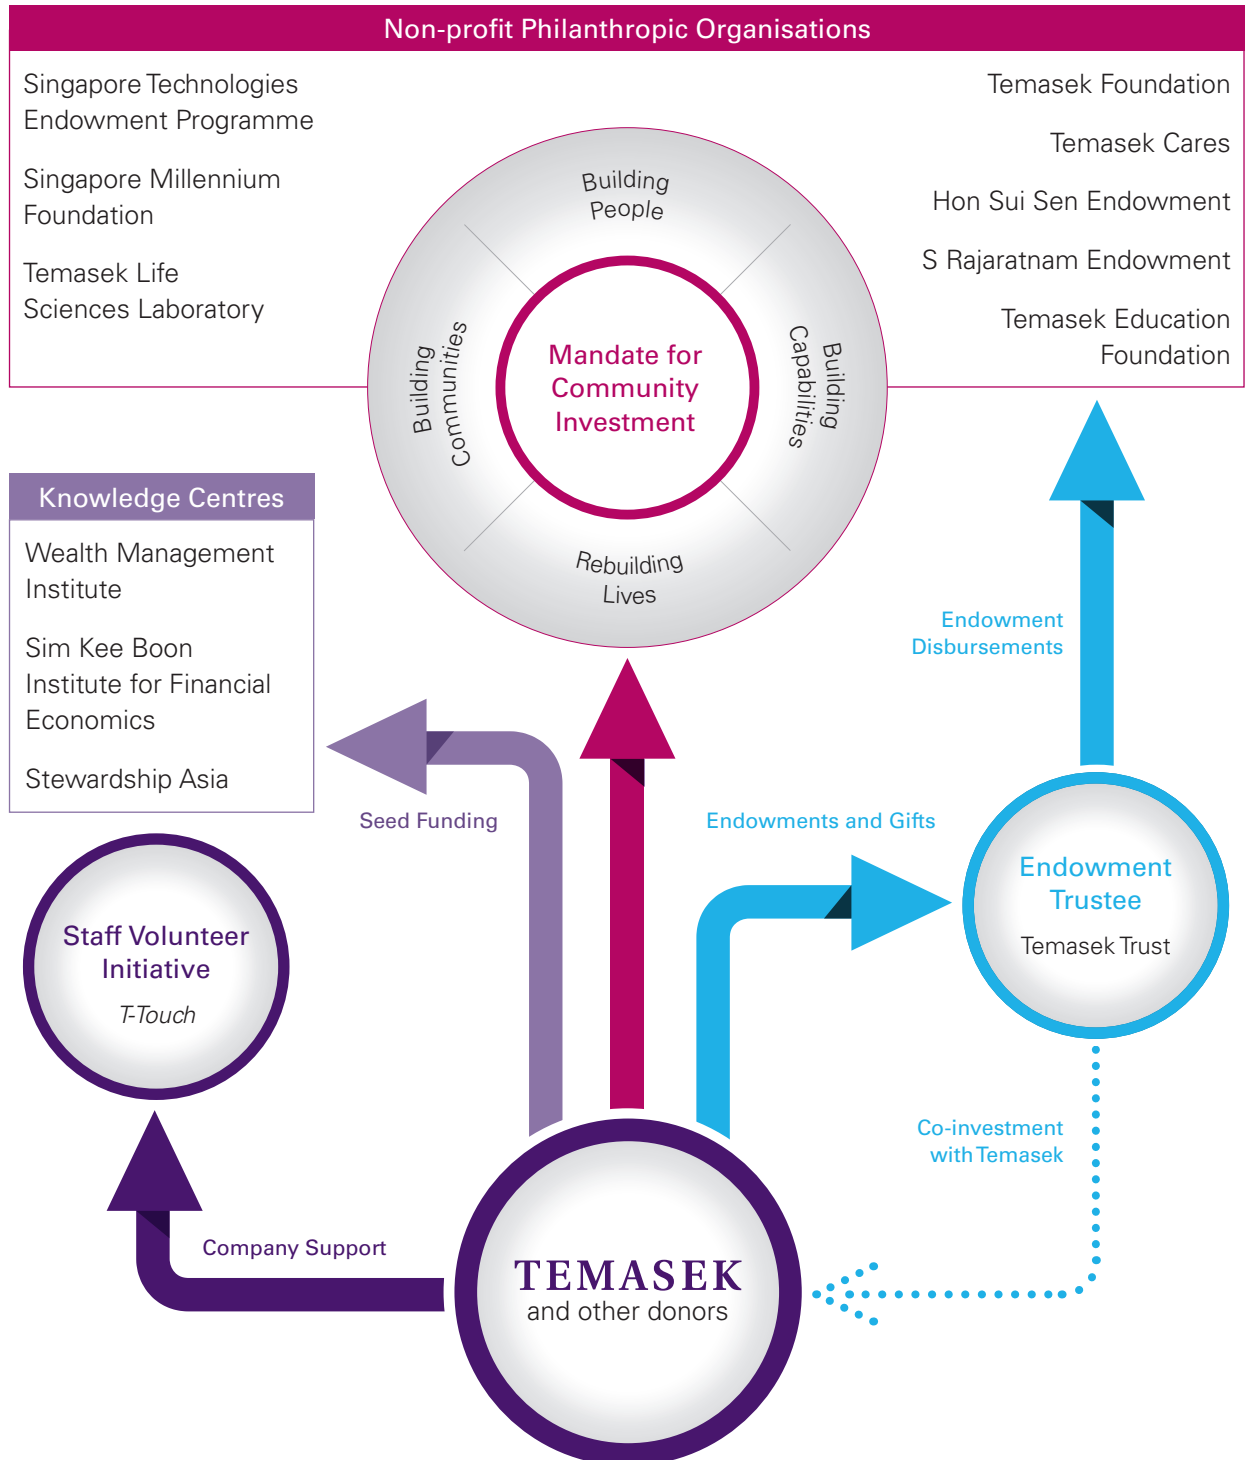 Non-profit Philanthropic Organisations
Singapore Technologies
Endowment Programme
Singapore Millennium
Foundation
Temasek Life
Sciences Laboratory
Temasek Foundation
Temasek Cares
Hon Sui Sen Endowment
S Rajaratnam Endowment
Temasek Education
Foundation
Building
People
Building
Communities
Building
Capabilities
Rebuilding
Lives
Mandate for
Community
Investment
Knowledge Centres
Wealth Management
Institute
Sim Kee Boon
Institute for Financial
Economics
Stewardship Asia
Endowment
Disbursements
Seed Funding
Endowments and Gifts
Endowment
Trustee
Temasek Trust
Staff Volunteer
Initiative
T-Touch
Co-investment
with Temasek
Company Support
TEMASEK
and other donors